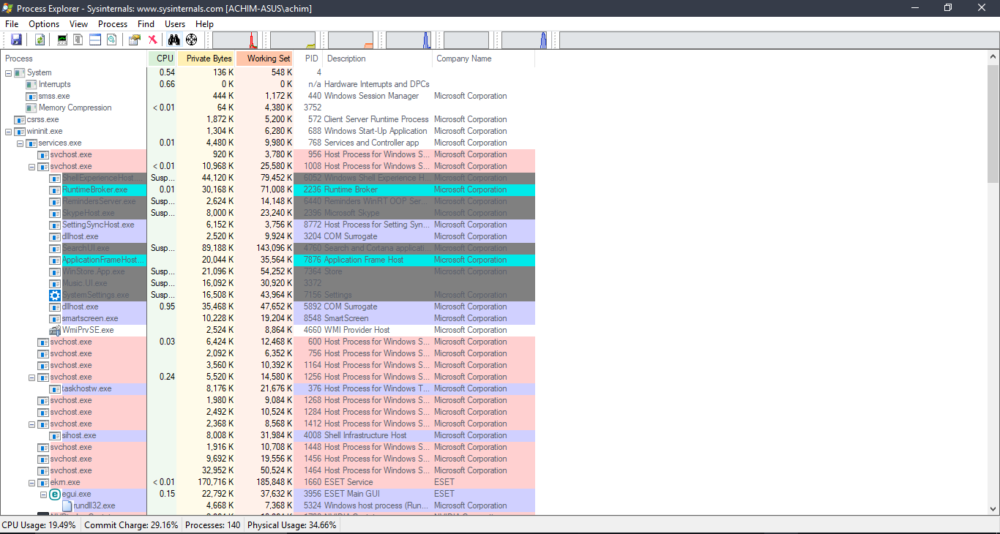 Process Explorer - Sysinternals: www.sysinternals.com [ACHIM-ASUS\achim]
File Options View Process Find Users Help
Process CPU Private Bytes Working Set PID Description Company Name
System 0.54 136 K 548 K 4
Interrupts 0.66 0 K 0 K n/a Hardware Interrupts and DPCs
smss.exe 444 K 1,172 K 440 Windows Session Manager Microsoft Corporation
Memory Compression < 0.01 64 K 4,380 K 3752
csrss.exe 1,872 K 5,200 K 572 Client Server Runtime Process Microsoft Corporation
wininit.exe 1,304 K 6,280 K 688 Windows Start-Up Application Microsoft Corporation
services.exe 0.01 4,480 K 9,980 K 768 Services and Controller app Microsoft Corporation
svchost.exe 920 K 3,780 K 956 Host Process for Windows S... Microsoft Corporation
svchost.exe < 0.01 10,968 K 25,580 K 1008 Host Process for Windows S... Microsoft Corporation
ShellExperienceHost... Susp... 44,120 K 79,452 K 6052 Windows Shell Experience H... Microsoft Corporation
RuntimeBroker.exe 0.01 30,168 K 71,008 K 2236 Runtime Broker Microsoft Corporation
RemindersServer.exe Susp... 2,624 K 14,148 K 6440 Reminders WinRT OOP Ser... Microsoft Corporation
SkypeHost.exe Susp... 8,000 K 23,240 K 2396 Microsoft Skype Microsoft Corporation
SettingSyncHost.exe 6,152 K 3,756 K 8772 Host Process for Setting Syn... Microsoft Corporation
dllhost.exe 2,520 K 9,924 K 3204 COM Surrogate Microsoft Corporation
SearchUI.exe Susp... 89,188 K 143,096 K 4760 Search and Cortana applicati... Microsoft Corporation
ApplicationFrameHost... 20,044 K 35,564 K 7876 Application Frame Host Microsoft Corporation
WinStore.App.exe Susp... 21,096 K 54,252 K 7364 Store Microsoft Corporation
Music.UI.exe Susp... 16,092 K 30,920 K 3372
SystemSettings.exe Susp... 16,508 K 43,964 K 7156 Settings Microsoft Corporation
dllhost.exe 0.95 35,468 K 47,652 K 5892 COM Surrogate Microsoft Corporation
smartscreen.exe 10,228 K 19,204 K 8548 SmartScreen Microsoft Corporation
WmiPrvSE.exe 2,524 K 8,864 K 4660 WMI Provider Host Microsoft Corporation
svchost.exe 0.03 6,424 K 12,468 K 600 Host Process for Windows S... Microsoft Corporation
svchost.exe 2,092 K 6,352 K 756 Host Process for Windows S... Microsoft Corporation
svchost.exe 3,560 K 10,392 K 1164 Host Process for Windows S... Microsoft Corporation
svchost.exe 0.24 5,520 K 14,580 K 1256 Host Process for Windows S... Microsoft Corporation
taskhostw.exe 8,176 K 21,676 K 376 Host Process for Windows T... Microsoft Corporation
svchost.exe 1,980 K 9,084 K 1268 Host Process for Windows S... Microsoft Corporation
svchost.exe 2,492 K 10,524 K 1284 Host Process for Windows S... Microsoft Corporation
svchost.exe 2,368 K 8,568 K 1412 Host Process for Windows S... Microsoft Corporation
sihost.exe 8,008 K 31,984 K 4008 Shell Infrastructure Host Microsoft Corporation
svchost.exe 1,916 K 10,708 K 1448 Host Process for Windows S... Microsoft Corporation
svchost.exe 9,692 K 19,556 K 1456 Host Process for Windows S... Microsoft Corporation
svchost.exe 32,952 K 50,524 K 1464 Host Process for Windows S... Microsoft Corporation
ekrn.exe < 0.01 170,716 K 185,848 K 1660 ESET Service ESET
egui.exe 0.15 22,792 K 37,632 K 3956 ESET Main GUI ESET
rundll32.exe 4,668 K 7,368 K 5324 Windows host process (Run... Microsoft Corporation
CPU Usage: 19.49% Commit Charge: 29.16% Processes: 140 Physical Usage: 34.66%